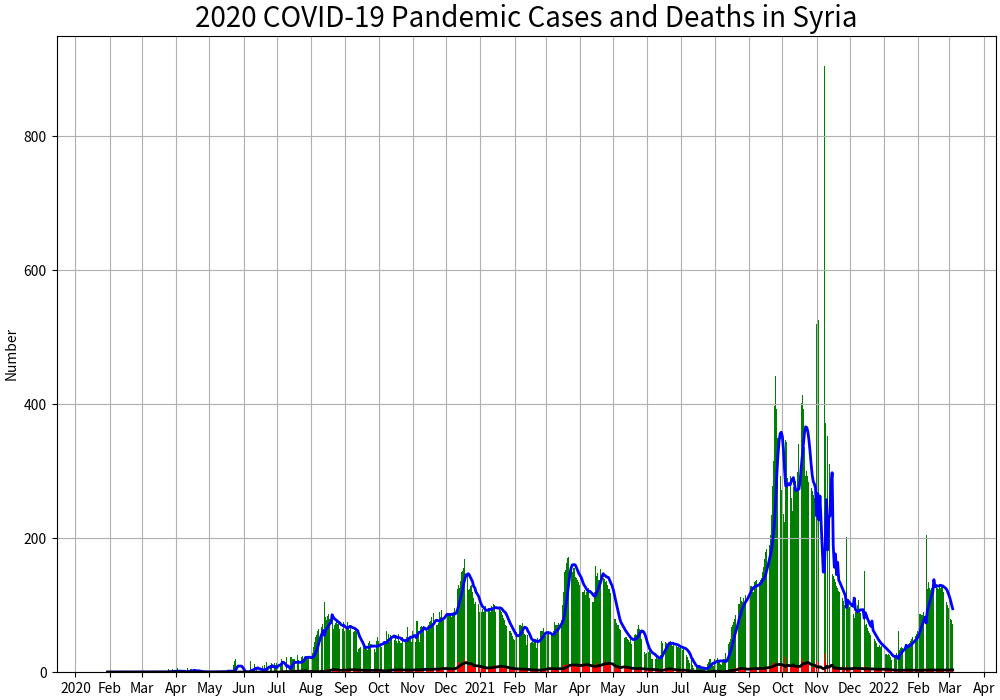 2020 COVID-19 Pandemic Cases and Deaths in Syria
Number
800
600
400
200
0
2020 Feb Mar Apr May Jun Jul Aug Sep Oct Nov Dec 2021 Feb Mar Apr May Jun Jul Aug Sep Oct Nov Dec 2022 Feb Mar Apr